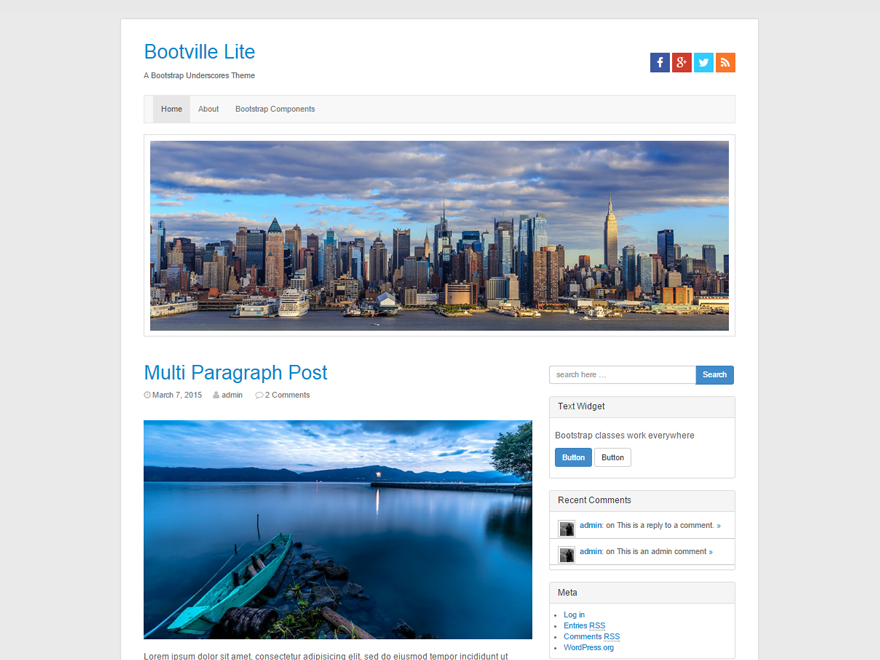 Bootville Lite
A Bootstrap Underscores Theme
f g+
Home About Bootstrap Components
Multi Paragraph Post
March 7, 2015 admin 2 Comments
Lorem ipsum dolor sit amet, consectetur adipisicing elit, sed do eiusmod tempor incididunt ut
search here ... Search
Text Widget
Bootstrap classes work everywhere
Button Button
Recent Comments
admin: on This is a reply to a comment. »
admin: on This is an admin comment »
Meta
Log in
Entries RSS
Comments RSS
WordPress.org